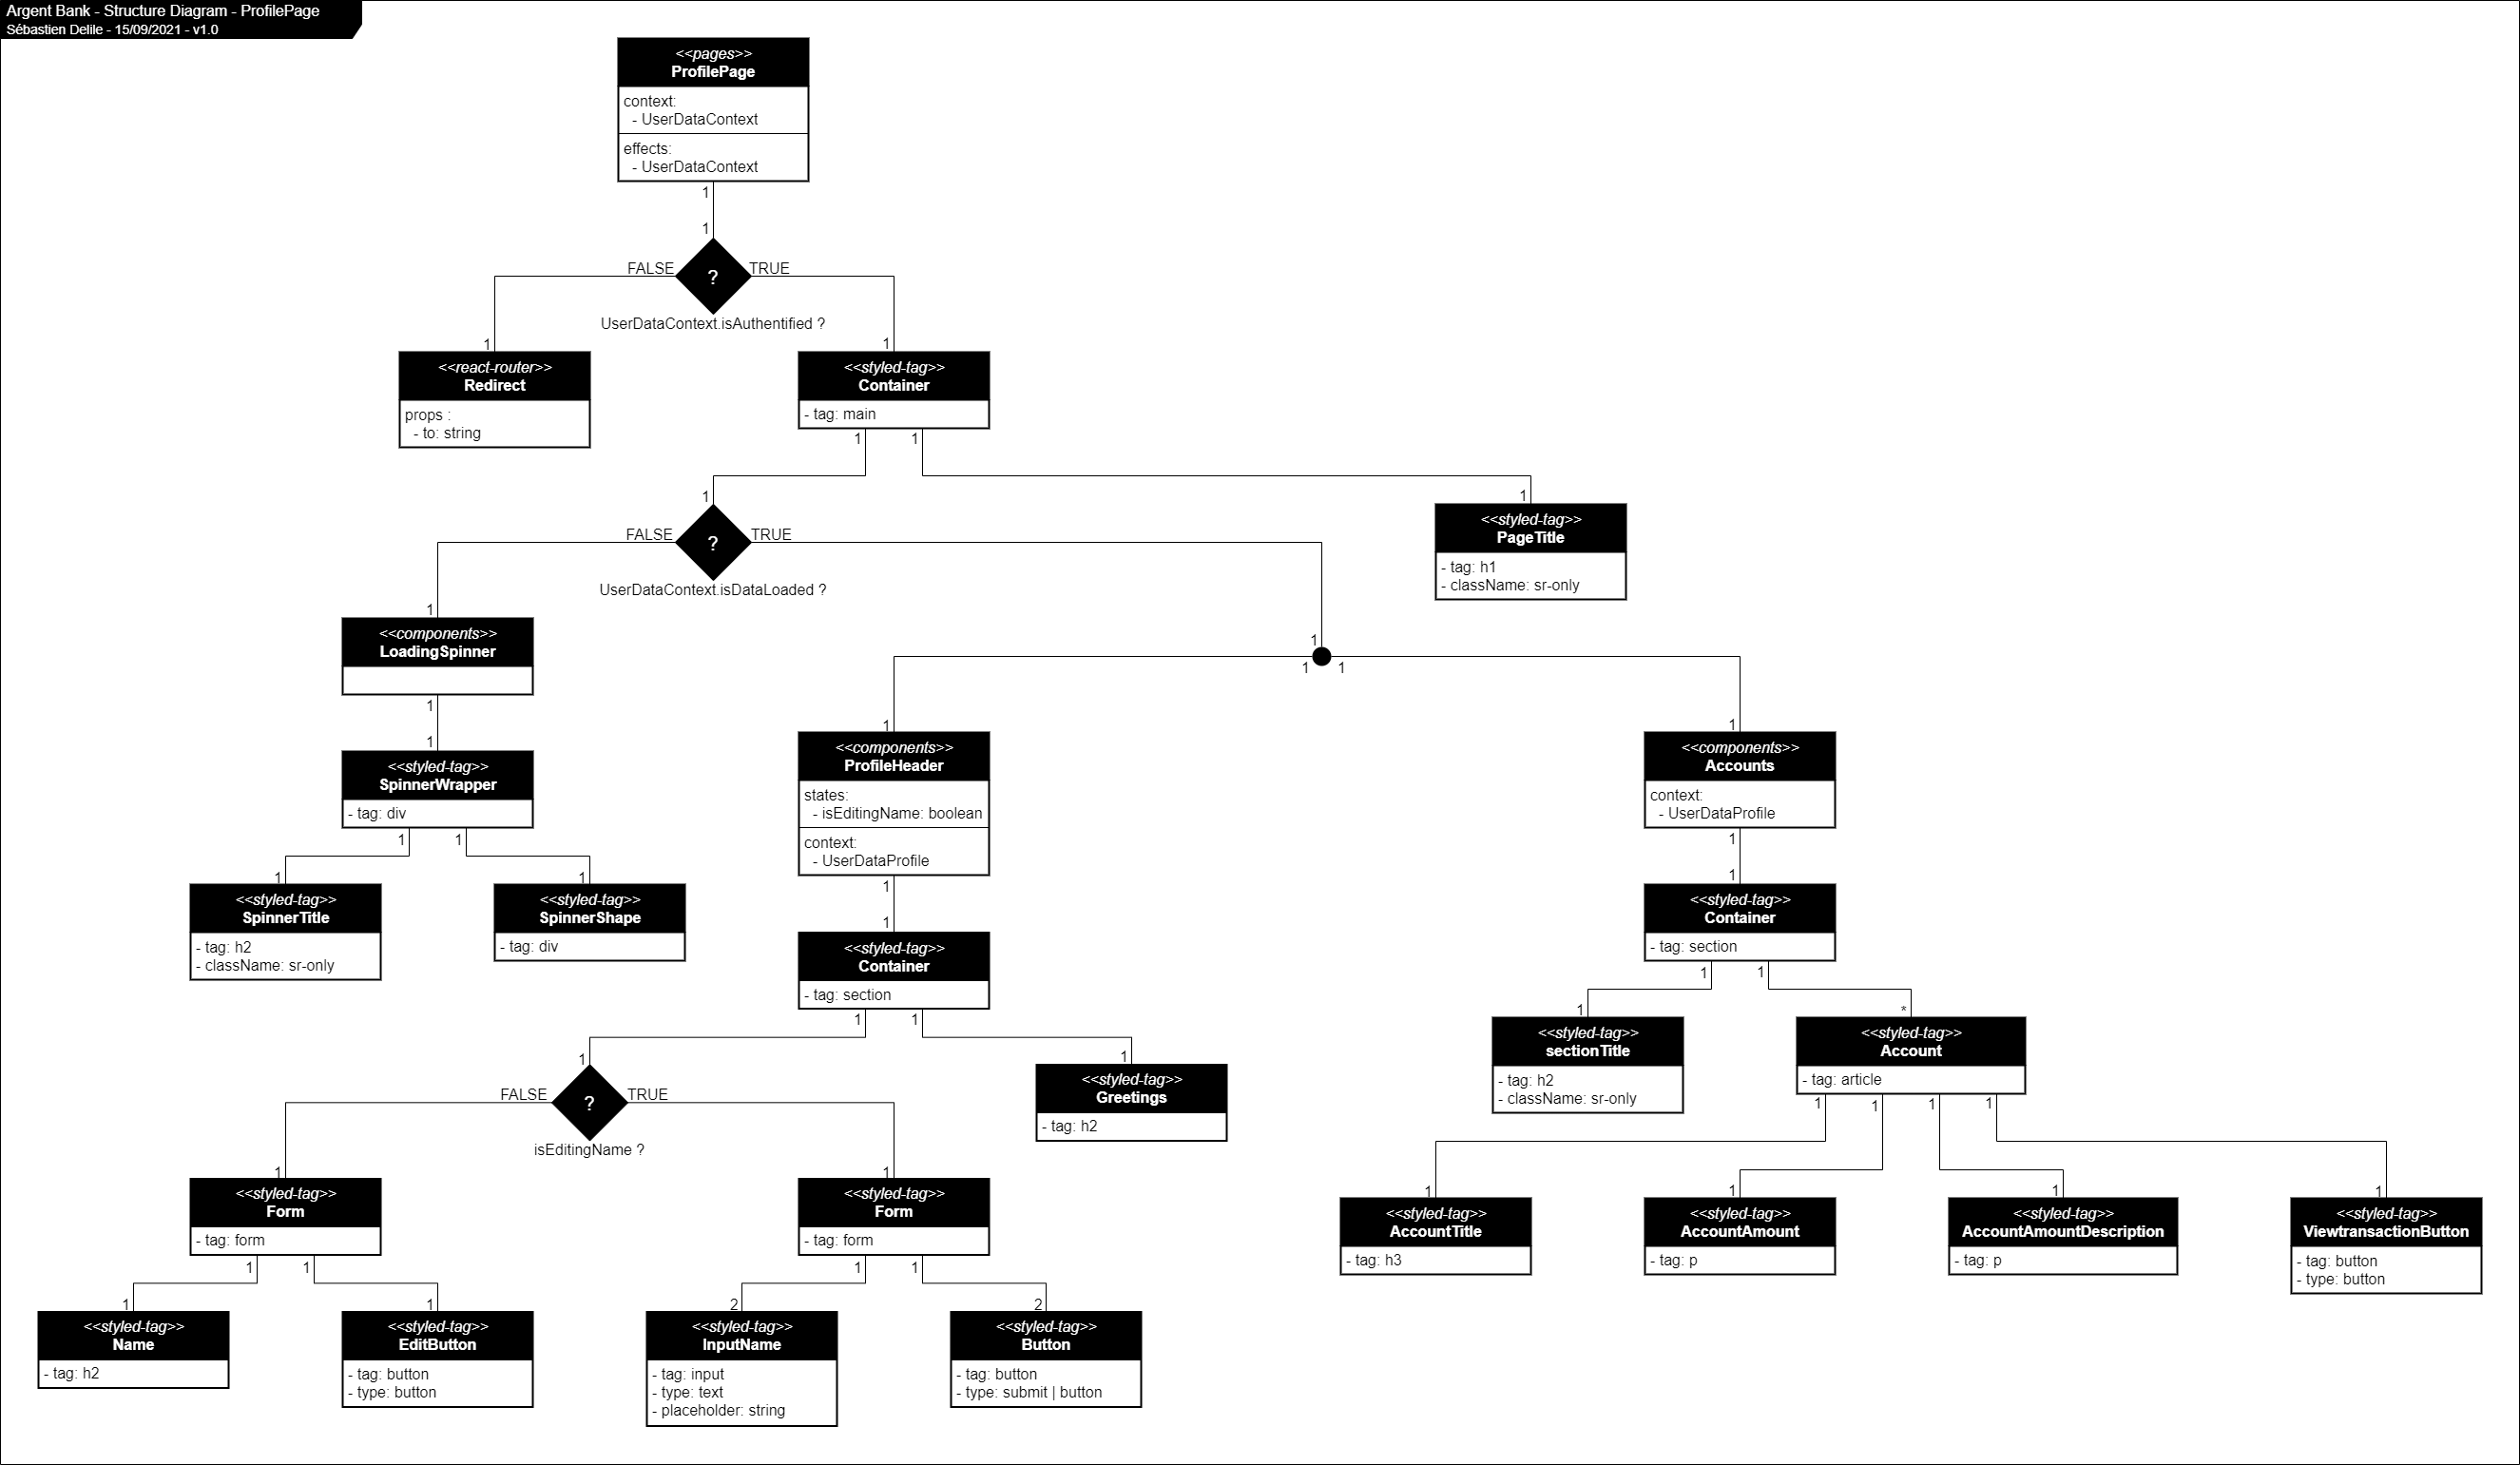 Argent Bank - Structure Diagram - ProfilePage
Sébastien Delile - 15/09/2021 - v1.0
<<pages>>
ProfilePage
context:
- UserDataContext
effects:
- UserDataContext
1
1
FALSE
?
TRUE
UserDataContext.isAuthentified ?
1
1
<<react-router>>
Redirect
props :
- to: string
<<styled-tag>>
Container
- tag: main
1
1
1
1
FALSE
?
TRUE
UserDataContext.isDataLoaded ?
<<styled-tag>>
PageTitle
- tag: h1
- className: sr-only
1
<<components>>
LoadingSpinner
1
1
1
1
1
<<styled-tag>>
SpinnerWrapper
- tag: div
1
1
1
1
<<styled-tag>>
SpinnerTitle
- tag: h2
- className: sr-only
<<styled-tag>>
SpinnerShape
- tag: div
1
<<components>>
ProfileHeader
states:
- isEditingName: boolean
context:
- UserDataProfile
1
1
<<styled-tag>>
Container
- tag: section
1
1
1
1
FALSE
?
TRUE
isEditingName ?
<<styled-tag>>
Greetings
- tag: h2
1
1
<<styled-tag>>
Form
- tag: form
1
1
<<styled-tag>>
Form
- tag: form
1
1
1
1
2
2
<<styled-tag>>
Name
- tag: h2
<<styled-tag>>
EditButton
- tag: button
- type: button
<<styled-tag>>
InputName
- tag: input
- type: text
- placeholder: string
<<styled-tag>>
Button
- tag: button
- type: submit | button
1
<<components>>
Accounts
context:
- UserDataProfile
1
1
<<styled-tag>>
Container
- tag: section
1
1
1
*
<<styled-tag>>
sectionTitle
- tag: h2
- className: sr-only
<<styled-tag>>
Account
- tag: article
1
1
1
1
1
1
1
1
<<styled-tag>>
AccountTitle
- tag: h3
<<styled-tag>>
AccountAmount
- tag: p
<<styled-tag>>
AccountAmountDescription
- tag: p
<<styled-tag>>
ViewtransactionButton
- tag: button
- type: button